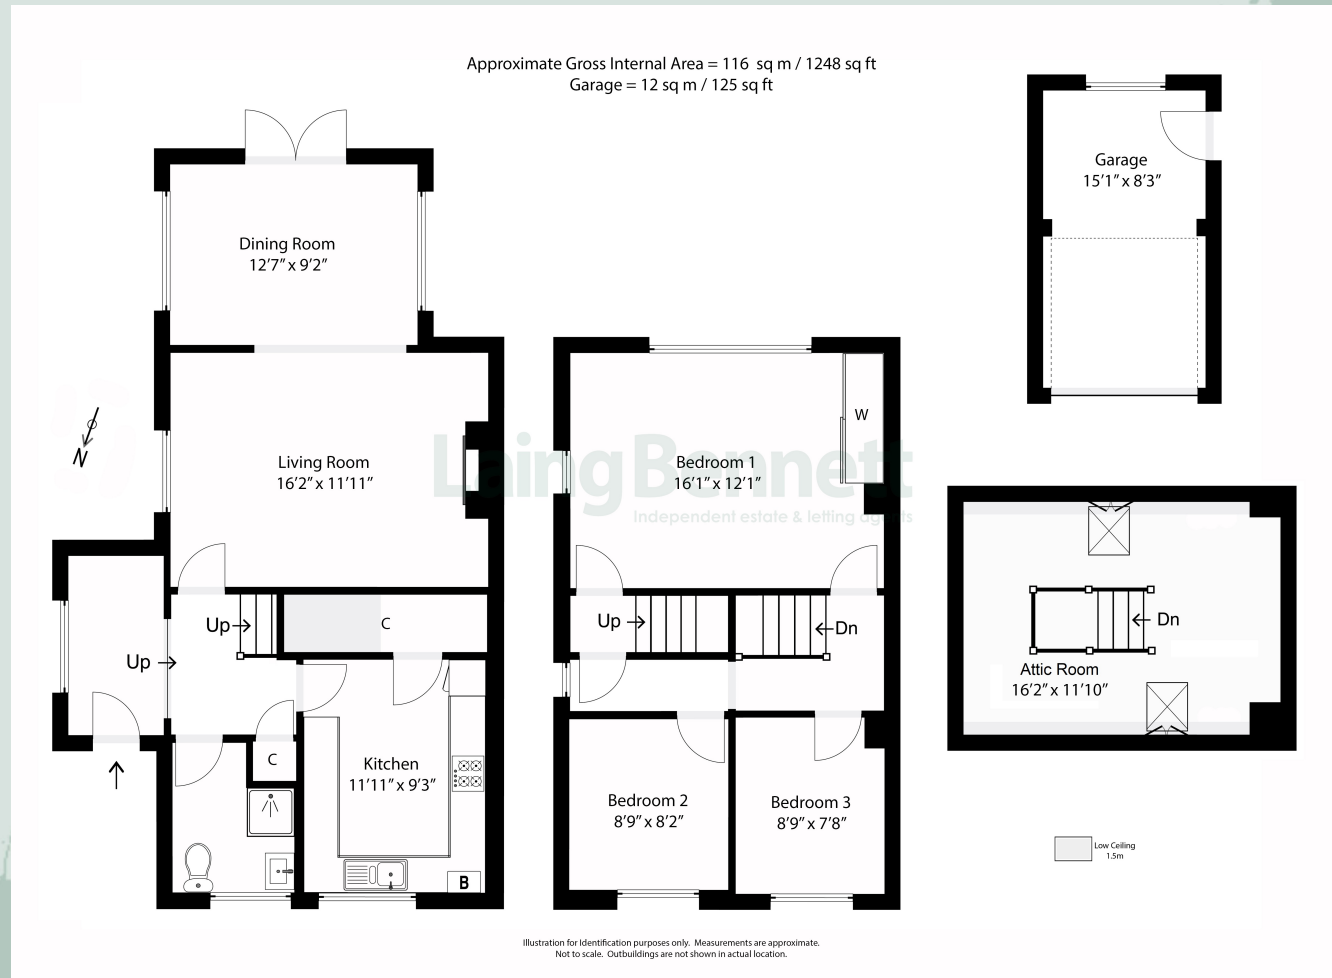 Approximate Gross Internal Area = 116 sq m / 1248 sq ft
Garage = 12 sq m / 125 sq ft
Garage
15'1" x 8'3"
Dining Room
12'7" x 9'2"
N
Living Room
16'2" x 11'11"
W
Bedroom 1
16'1" x 12'1"
Laing Bennett
Independent estate & letting agents
Up
C
Up
Up
Dn
Dn
Attic Room
16'2" x 11'10"
C
Kitchen
11'11" x 9'3"
Bedroom 2
8'9" x 8'2"
Bedroom 3
8'9" x 7'8"
B
Low Ceiling
1.5m
Illustration for Identification purposes only. Measurements are approximate.
Not to scale. Outbuildings are not shown in actual location.